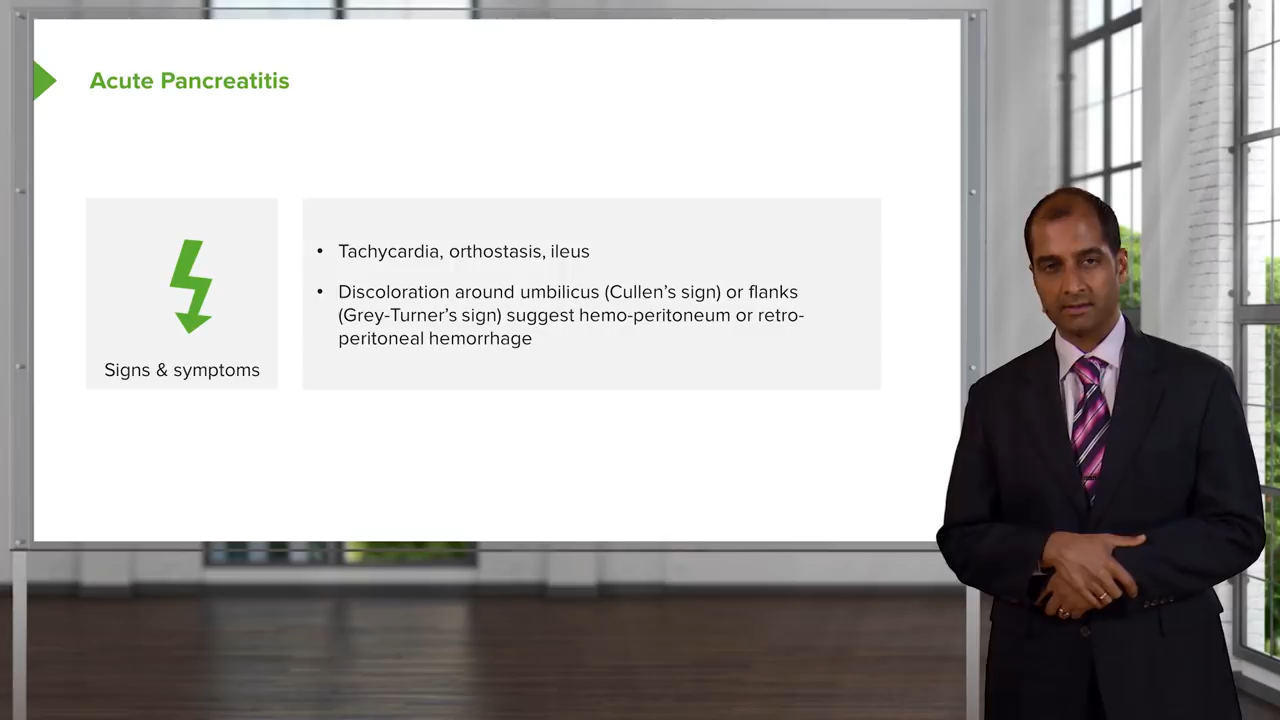 Acute Pancreatitis
• Tachycardia, orthostasis, ileus
• Discoloration around umbilicus (Cullen’s sign) or flanks
(Grey-Turner’s sign) suggest hemo-peritoneum or retro-
peritoneal hemorrhage
Signs & symptoms